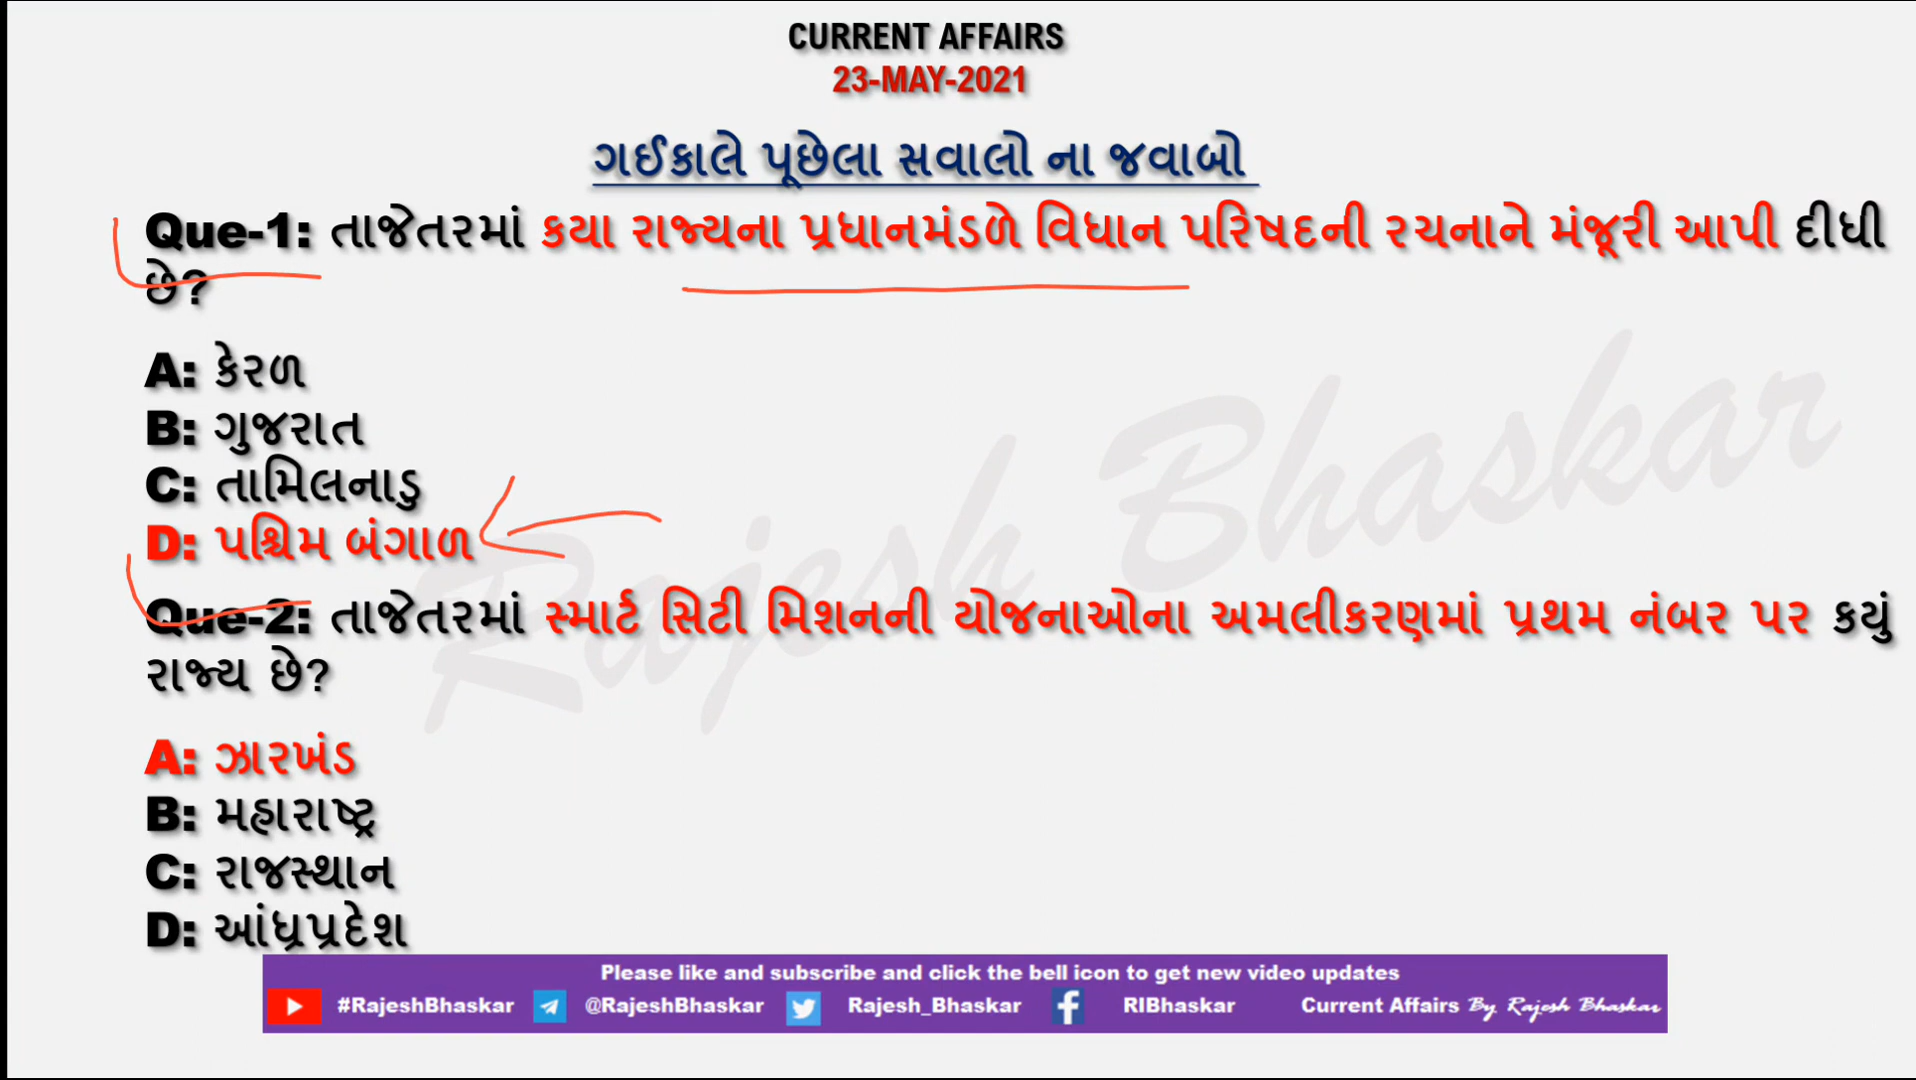 CURRENT AFFAIRS
23-MAY-2021
ગઈકાલે પૂછેલા સવાલો ના જવાબો
Que-1: તાજેતરમાં કયા રાજ્યના પ્રધાનમંડળે વિધાન પરિષદની રચનાને મંજૂરી આપી દીધી
છે?
A: કેરળ
B: ગુજરાત
C: તામિલનાડુ
D: પશ્ચિમ બંગાળ
Que-2: તાજેતરમાં સ્માર્ટ સિટી મિશનની યોજનાઓના અમલીકરણમાં પ્રથમ નંબર પર કયું
રાજ્ય છે?
A: ઝારખંડ
B: મહારાષ્ટ્ર
C: રાજસ્થાન
D: આંધ્રપ્રદેશ
Rajesh Bhaskar
Please like and subscribe and click the bell icon to get new video updates
#RajeshBhaskar @RajeshBhaskar Rajesh_Bhaskar RIBhaskar Current Affairs By Rajesh Bhaskar